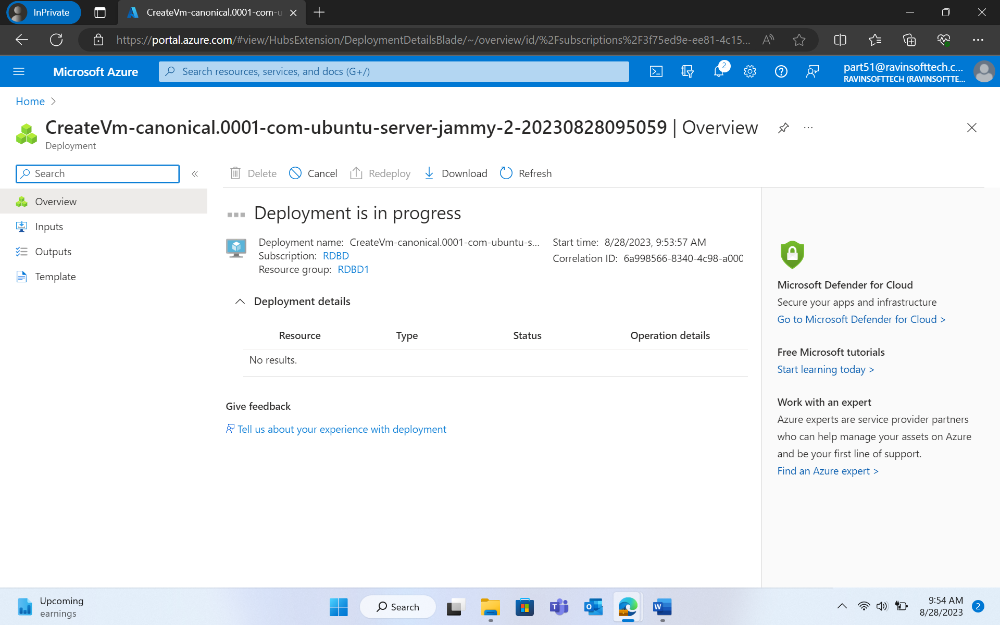 InPrivate
CreateVm-canonical.0001-com-u
https://portal.azure.com/#view/HubsExtension/DeploymentDetailsBlade/~/overview/id/%2Fsubscriptions%2F3f75ed9e-ee81-4c15...
Microsoft Azure
Search resources, services, and docs (G+/)
2
part51@ravinsofttech.c...
RAVINSOFTTECH (RAVINSOFTTE...
Home >
CreateVm-canonical.0001-com-ubuntu-server-jammy-2-20230828095059 | Overview
Deployment
Search
Delete
Cancel
Redeploy
Download
Refresh
Overview
Inputs
Outputs
Template
Deployment is in progress
Deployment name: CreateVm-canonical.0001-com-ubuntu-s...
Subscription: RDBD
Resource group: RDBD1
Start time: 8/28/2023, 9:53:57 AM
Correlation ID: 6a998566-8340-4c98-a000
Deployment details
Resource Type Status Operation details
No results.
Give feedback
Tell us about your experience with deployment
Microsoft Defender for Cloud
Secure your apps and infrastructure
Go to Microsoft Defender for Cloud >
Free Microsoft tutorials
Start learning today >
Work with an expert
Azure experts are service provider partners
who can help manage your assets on Azure
and be your first line of support.
Find an Azure expert >
Upcoming
earnings
Search
9:54 AM
8/28/2023
2